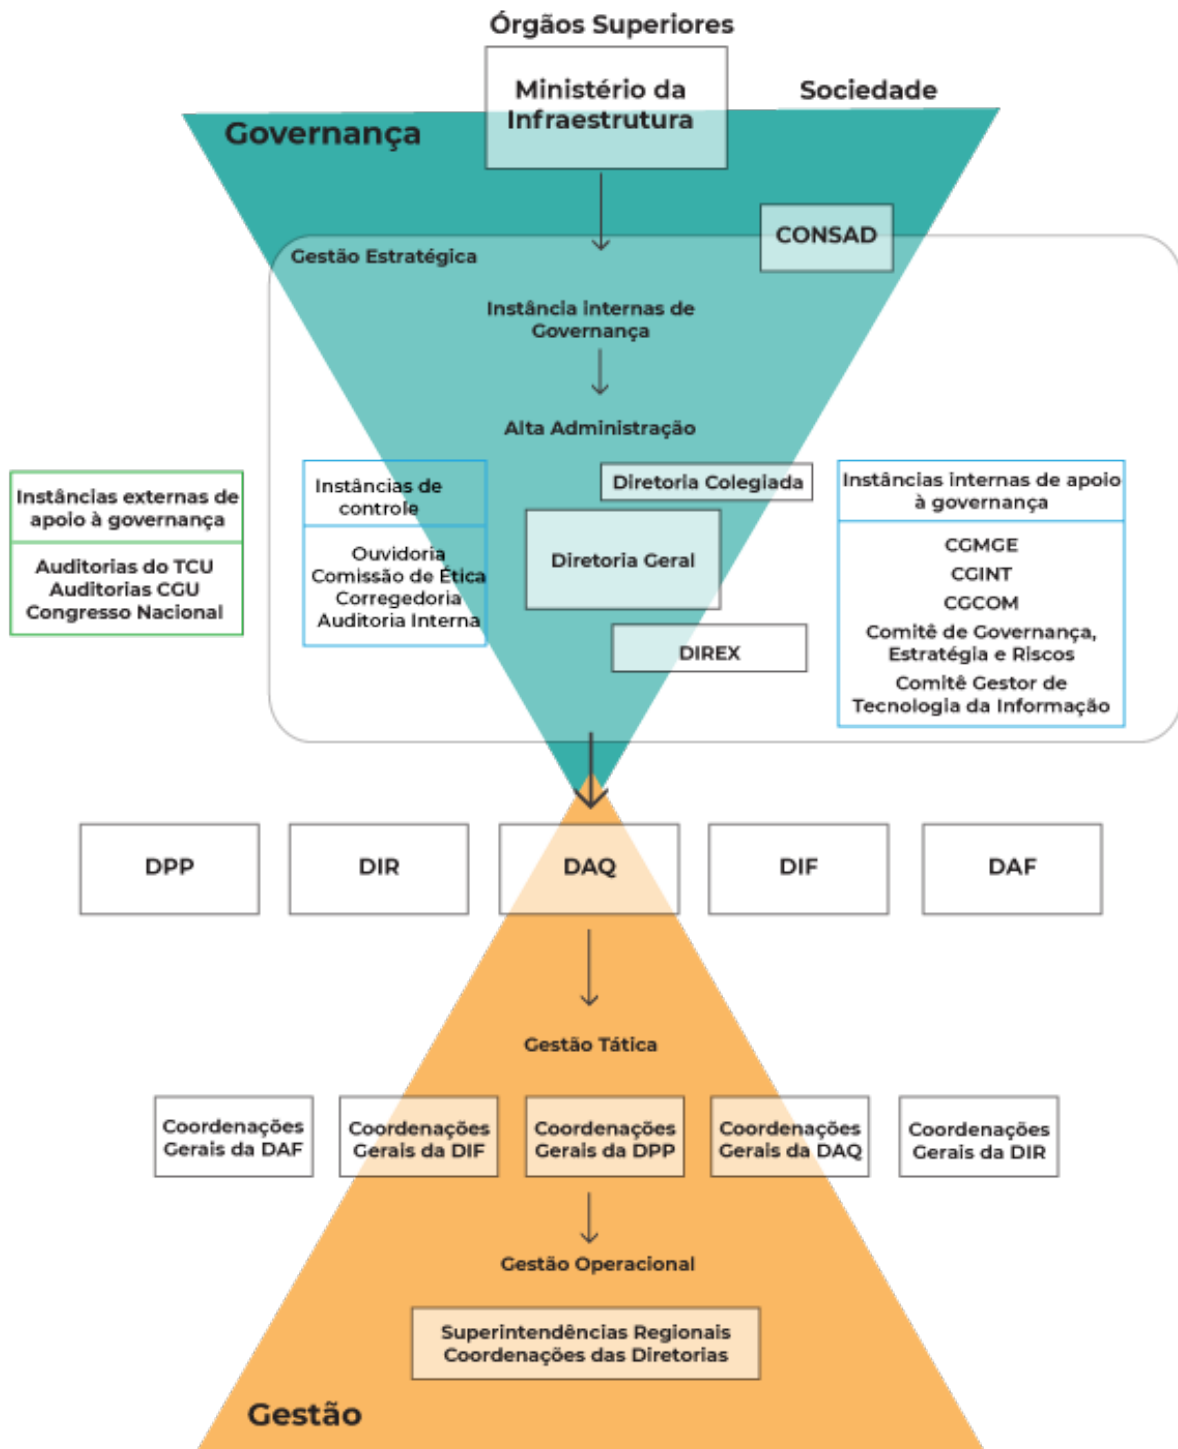 Órgãos Superiores
Ministério da
Infraestrutura
Sociedade
Governança
CONSAD
Gestão Estratégica
Instância internas de
Governança
Alta Administração
Instâncias externas de
apoio à governança
Auditorias do TCU
Auditorias CGU
Congresso Nacional
Instâncias de
controle
Ouvidoria
Comissão de Ética
Corregedoria
Auditoria Interna
Diretoria Colegiada
Diretoria Geral
DIREX
Instâncias internas de apoio
à governança
CGMGE
CGINT
CGCOM
Comitê de Governança,
Estratégia e Riscos
Comitê Gestor de
Tecnologia da Informação
DPP
DIR
DAQ
DIF
DAF
Gestão Tática
Coordenações
Gerais da DAF
Coordenações
Gerais da DIF
Coordenações
Gerais da DPP
Coordenações
Gerais da DAQ
Coordenações
Gerais da DIR
Gestão Operacional
Superintendências Regionais
Coordenações das Diretorias
Gestão